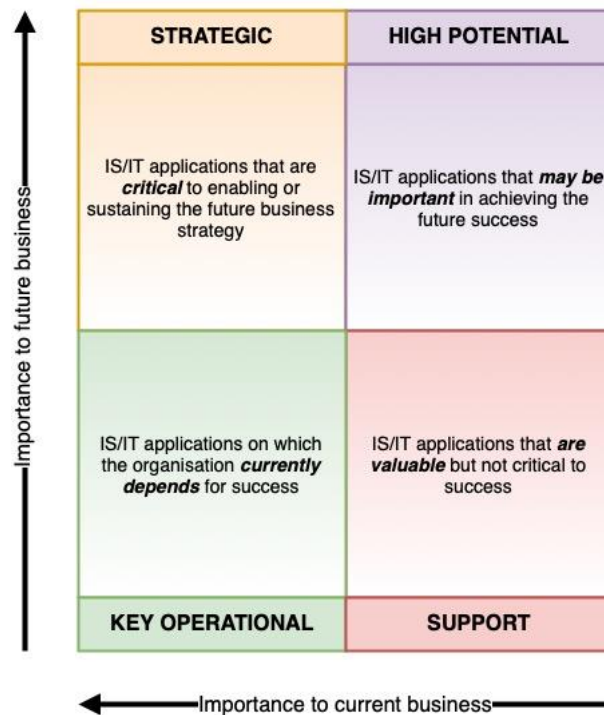 STRATEGIC
HIGH POTENTIAL
IS/IT applications that are
critical to enabling or
sustaining the future business
strategy
IS/IT applications that may be
important in achieving the
future success
Importance to future business
IS/IT applications on which
the organisation currently
depends for success
IS/IT applications that are
valuable but not critical to
success
KEY OPERATIONAL
SUPPORT
Importance to current business